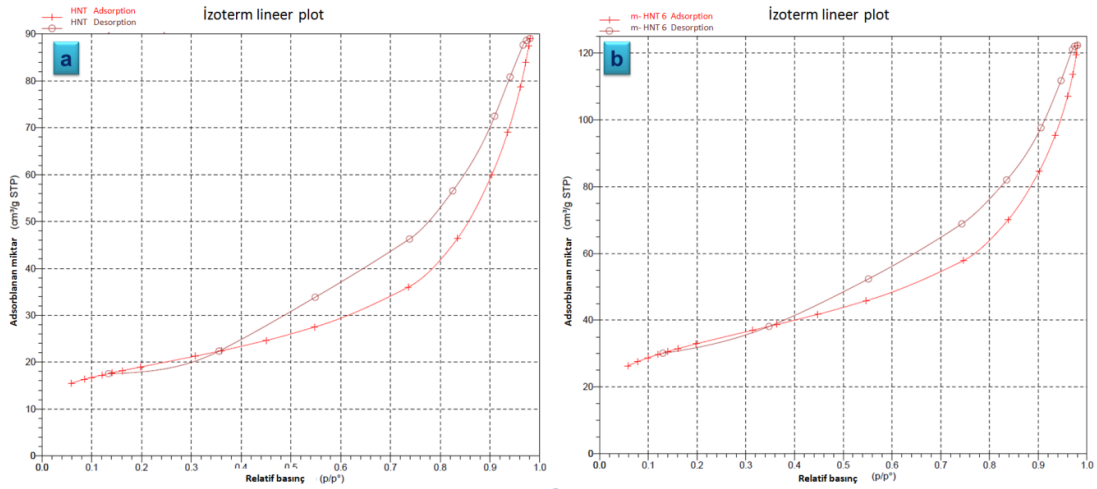 HNT Adsorption
HNT Desorption
İzoterm lineer plot
a
90
80
70
60
50
40
30
20
10
0
Adsorblanan miktar (cm³/g STP)
0.0 0.1 0.2 0.3 0.4 0.5 0.6 0.7 0.8 0.9 1.0
Relatif basınç (p/p°)
m- HNT 6 Adsorption
m- HNT 6 Desorption
İzoterm lineer plot
b
120
100
80
60
40
20
0
Adsorblanan miktar (cm³/g STP)
0.0 0.1 0.2 0.3 0.4 0.5 0.6 0.7 0.8 0.9 1.0
Relatif basınç (p/p°)